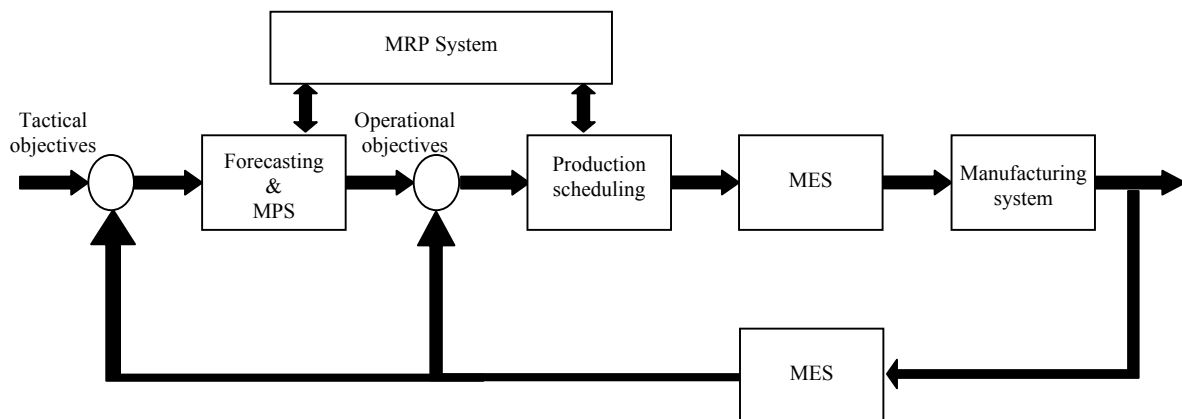 MRP System
Tactical
objectives
Operational
objectives
Forecasting
&
MPS
Production
scheduling
MES
Manufacturing
system
MES